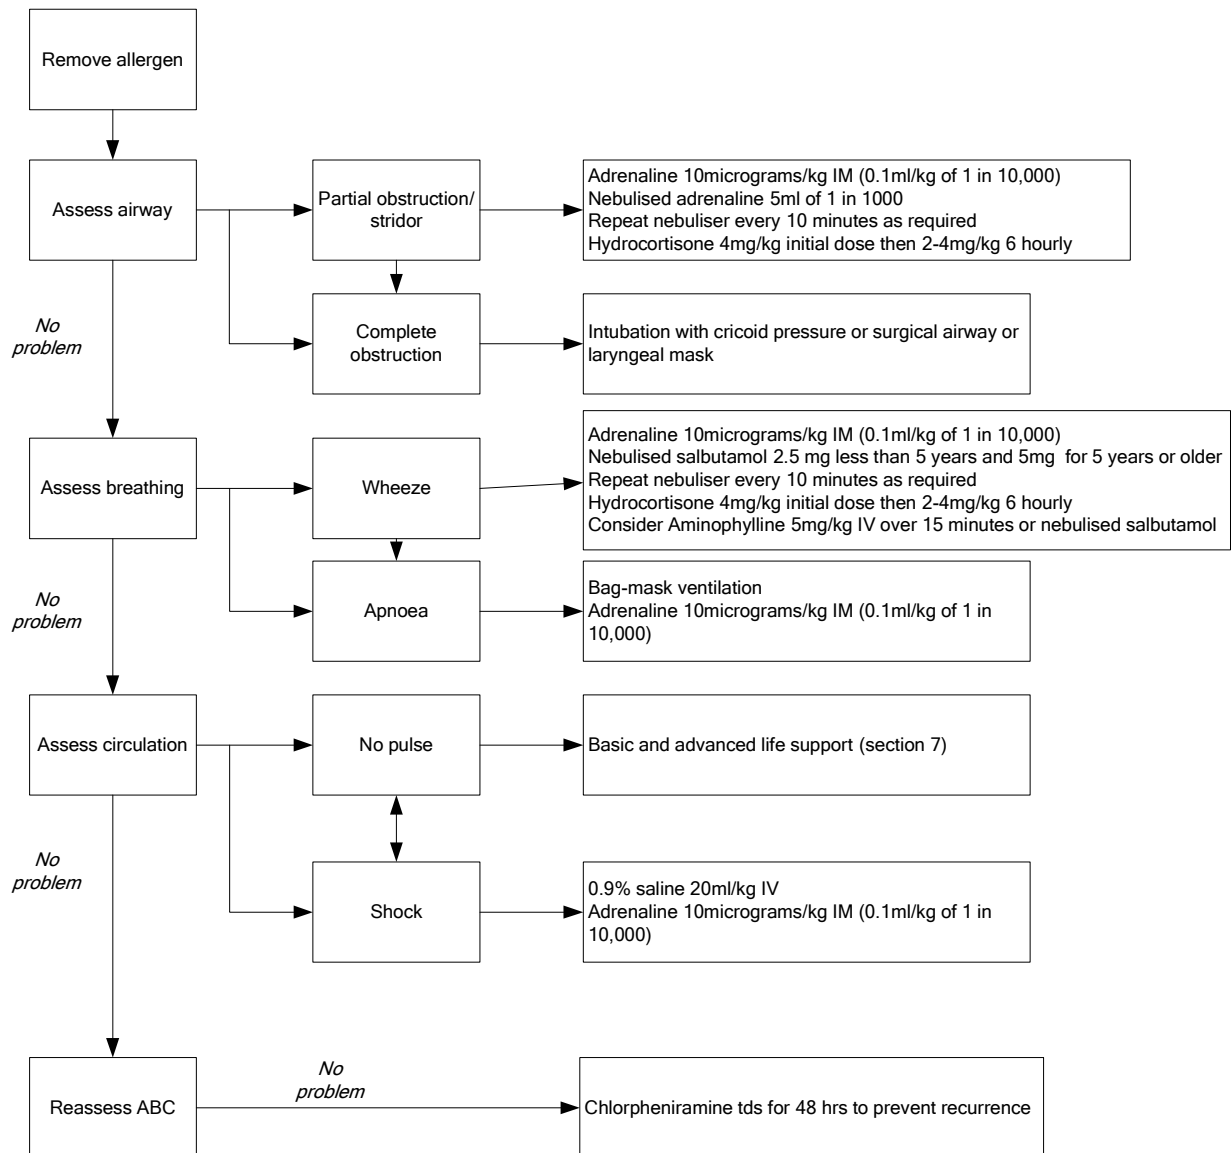 Remove allergen
Assess airway
Partial obstruction/
stridor
Adrenaline 10micrograms/kg IM (0.1ml/kg of 1 in 10,000)
Nebulised adrenaline 5ml of 1 in 1000
Repeat nebuliser every 10 minutes as required
Hydrocortisone 4mg/kg initial dose then 2-4mg/kg 6 hourly
Complete
obstruction
Intubation with cricoid pressure or surgical airway or
laryngeal mask
No
problem
Assess breathing
Wheeze
Adrenaline 10micrograms/kg IM (0.1ml/kg of 1 in 10,000)
Nebulised salbutamol 2.5 mg less than 5 years and 5mg for 5 years or older
Repeat nebuliser every 10 minutes as required
Hydrocortisone 4mg/kg initial dose then 2-4mg/kg 6 hourly
Consider Aminophylline 5mg/kg IV over 15 minutes or nebulised salbutamol
Apnoea
Bag-mask ventilation
Adrenaline 10micrograms/kg IM (0.1ml/kg of 1 in
10,000)
No
problem
Assess circulation
No pulse
Basic and advanced life support (section 7)
No
problem
Shock
0.9% saline 20ml/kg IV
Adrenaline 10micrograms/kg IM (0.1ml/kg of 1 in
10,000)
Reassess ABC
No
problem
Chlorpheniramine tds for 48 hrs to prevent recurrence